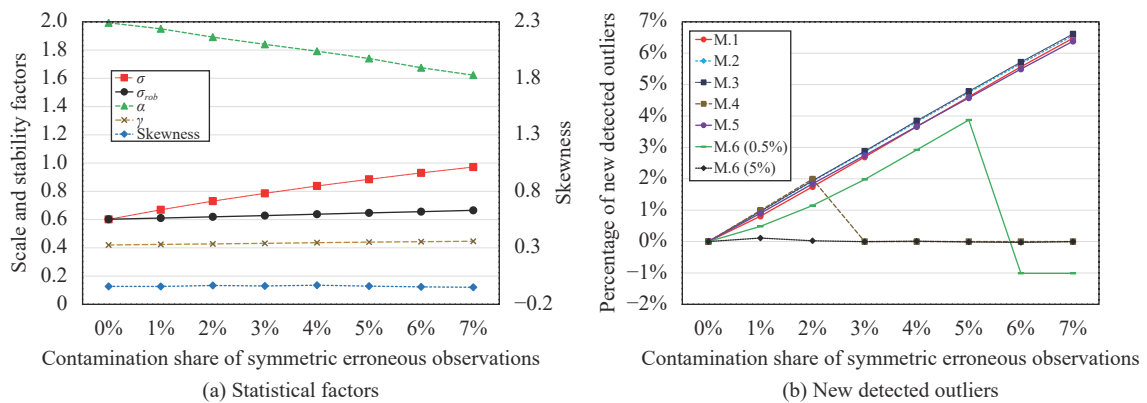 2.0
1.8
1.6
1.4
1.2
1.0
0.8
0.6
0.4
0.2
0
Scale and stability factors
σ
σrob
α
γ
Skewness
2.3
1.8
1.3
0.8
0.3
−0.2
Skewness
0% 1% 2% 3% 4% 5% 6% 7%
Contamination share of symmetric erroneous observations
(a) Statistical factors
7%
6%
5%
4%
3%
2%
1%
0%
−1%
−2%
Percentage of new detected outliers
M.1
M.2
M.3
M.4
M.5
M.6 (0.5%)
M.6 (5%)
0% 1% 2% 3% 4% 5% 6% 7%
Contamination share of symmetric erroneous observations
(b) New detected outliers